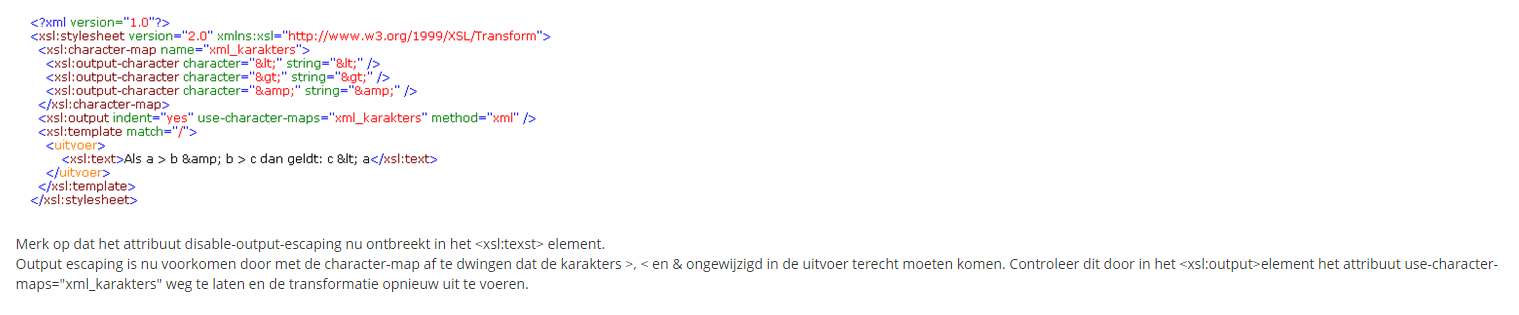 <?xml version="1.0"?>
<xsl:stylesheet version="2.0" xmlns:xsl="http://www.w3.org/1999/XSL/Transform">
<xsl:character-map name="xml_karakters">
<xsl:output-character character="&lt;" string="&lt;" />
<xsl:output-character character="&gt;" string="&gt;" />
<xsl:output-character character="&amp;" string="&amp;" />
</xsl:character-map>
<xsl:output indent="yes" use-character-maps="xml_karakters" method="xml" />
<xsl:template match="/">
<uitvoer>
<xsl:text>Als a > b &amp; b > c dan geldt: c &lt; a</xsl:text>
</uitvoer>
</xsl:template>
</xsl:stylesheet>
Merk op dat het attribuut disable-output-escaping nu ontbreekt in het <xsl:texst> element.
Output escaping is nu voorkomen door met de character-map af te dwingen dat de karakters >, < en & ongewijzigd in de uitvoer terecht moeten komen. Controleer dit door in het <xsl:output>element het attribuut use-character-
maps="xml_karakters" weg te laten en de transformatie opnieuw uit te voeren.